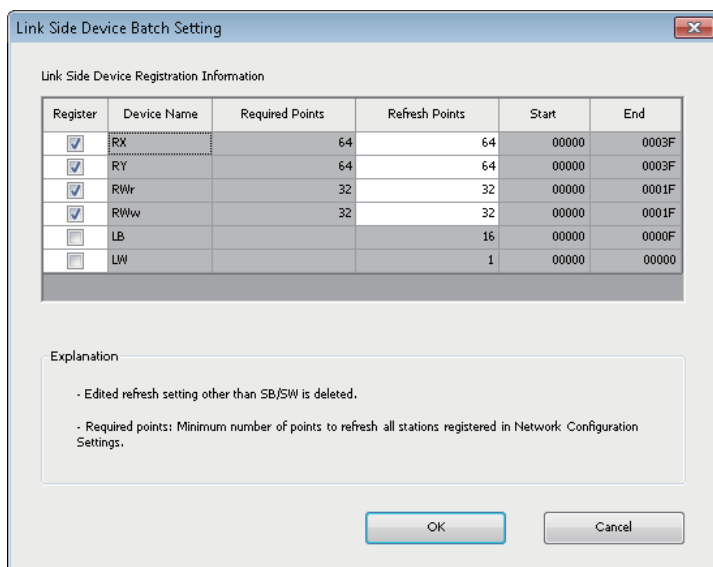 Link Side Device Batch Setting
Link Side Device Registration Information
Register Device Name Required Points Refresh Points Start End
RX 64 64 00000 0003F
RY 64 64 00000 0003F
RWr 32 32 00000 0001F
RWw 32 32 00000 0001F
LB 16 00000 0000F
LW 1 00000 00000
Explanation
- Edited refresh setting other than SB/SW is deleted.
- Required points: Minimum number of points to refresh all stations registered in Network Configuration
Settings.
OK Cancel